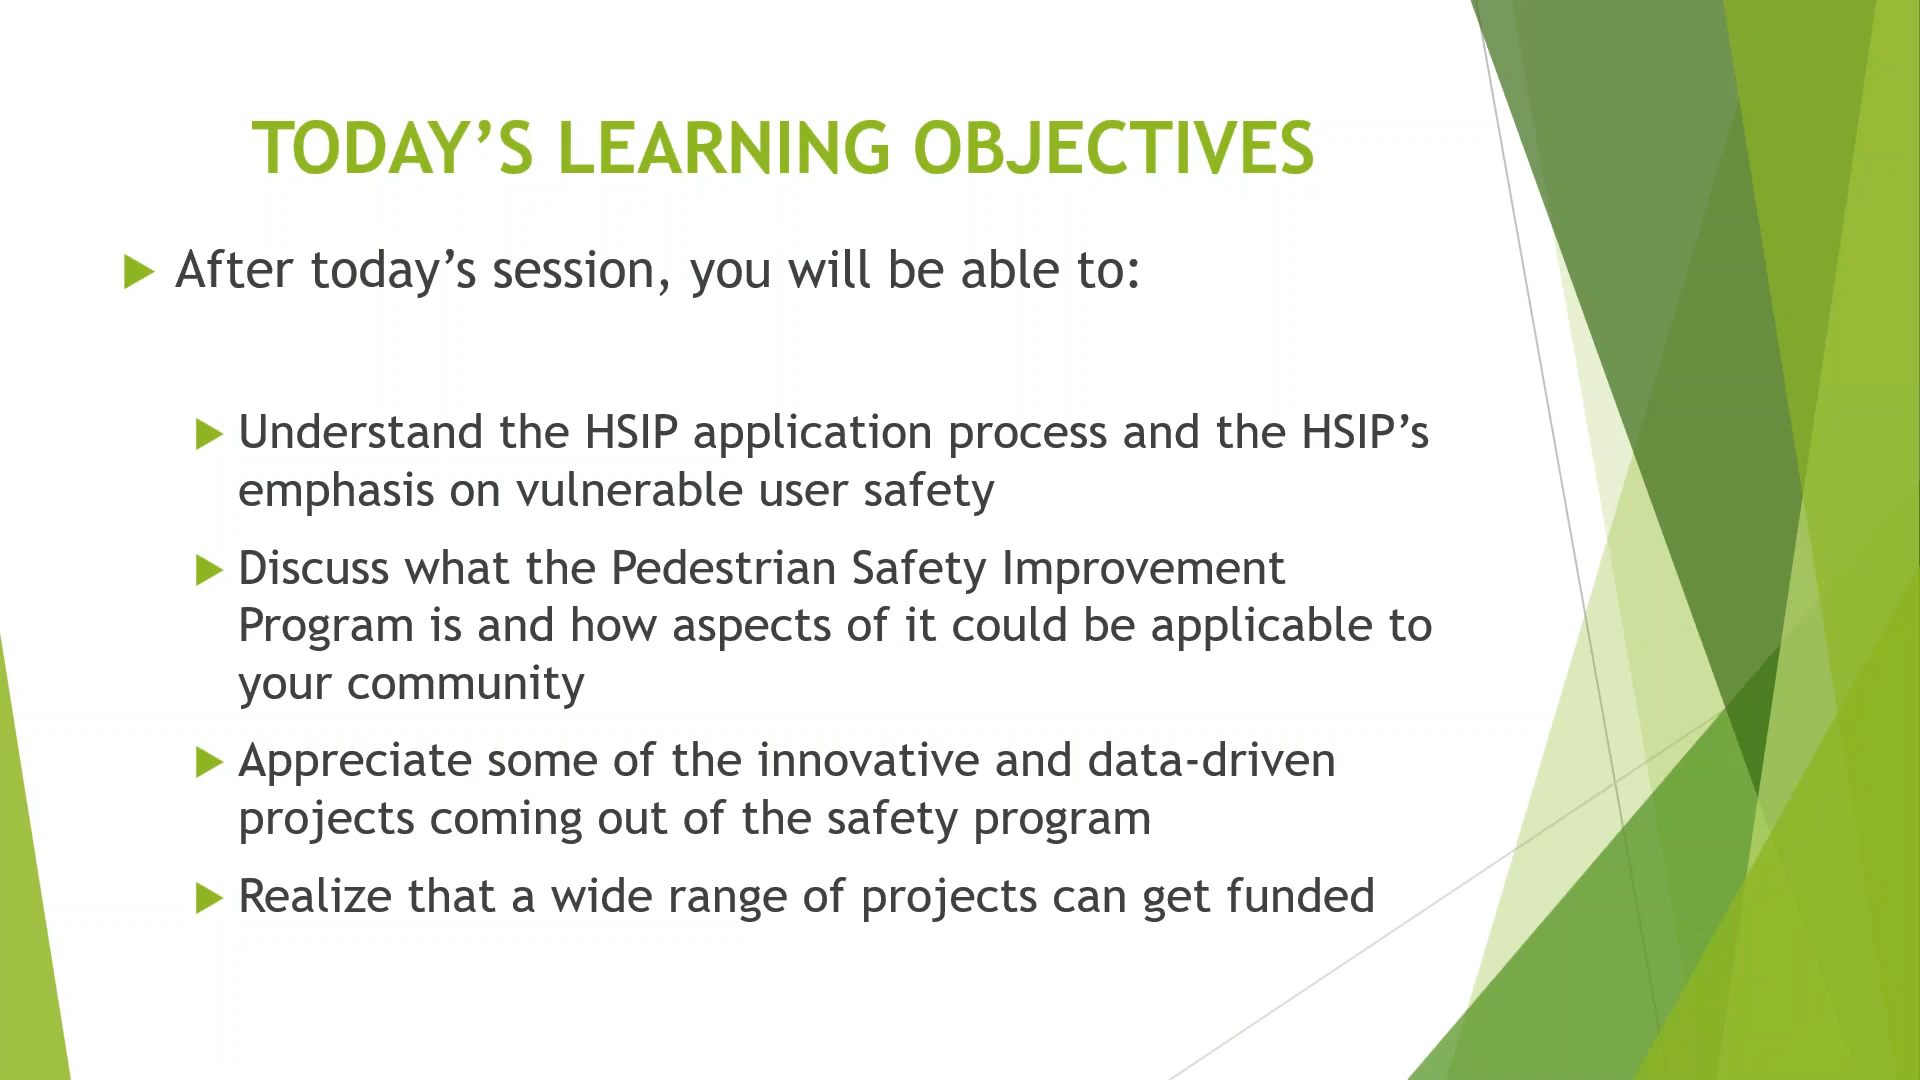 TODAY’S LEARNING OBJECTIVES
After today’s session, you will be able to:
Understand the HSIP application process and the HSIP’s
emphasis on vulnerable user safety
Discuss what the Pedestrian Safety Improvement
Program is and how aspects of it could be applicable to
your community
Appreciate some of the innovative and data-driven
projects coming out of the safety program
Realize that a wide range of projects can get funded